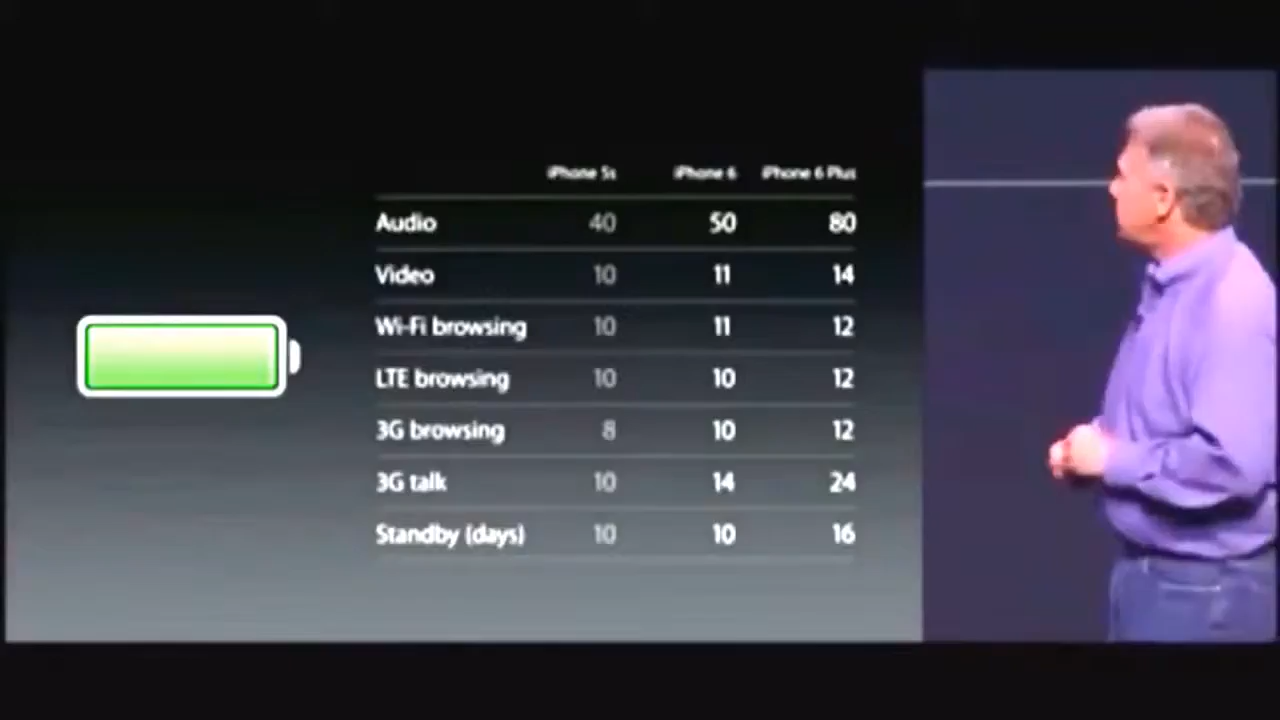 iPhone 5s iPhone 6 iPhone 6 Plus
Audio 40 50 80
Video 10 11 14
Wi-Fi browsing 10 11 12
LTE browsing 10 10 12
3G browsing 8 10 12
3G talk 10 14 24
Standby (days) 10 10 16